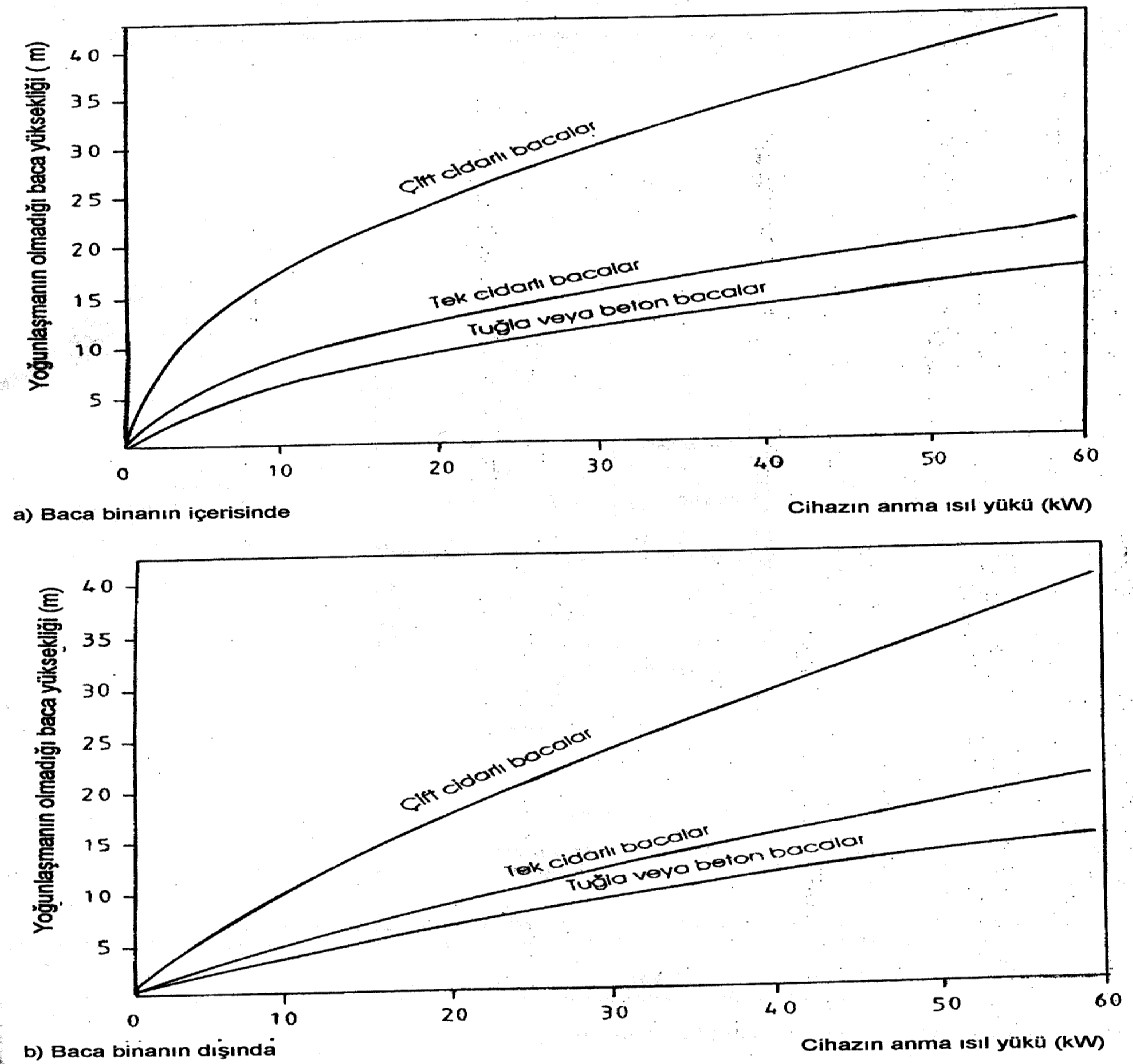 Yoğunlaşmanın olmadığı baca yüksekliği ( m)
40
35
30
25
20
15
10
5
Çift cidarlı bacalar
Tek cidarlı bacalar
Tuğla veya beton bacalar
0 10 20 30 40 50 60
a) Baca binanın içerisinde
Cihazın anma ısıl yükü (kW)
Yoğunlaşmanın olmadığı baca yüksekliği (m)
40
35
30
25
20
15
10
5
Çift cidarlı bacalar
Tek cidarlı bacalar
Tuğla veya beton bacalar
0 10 20 30 40 50 60
b) Baca binanın dışında
Cihazın anma ısıl yükü (kW)